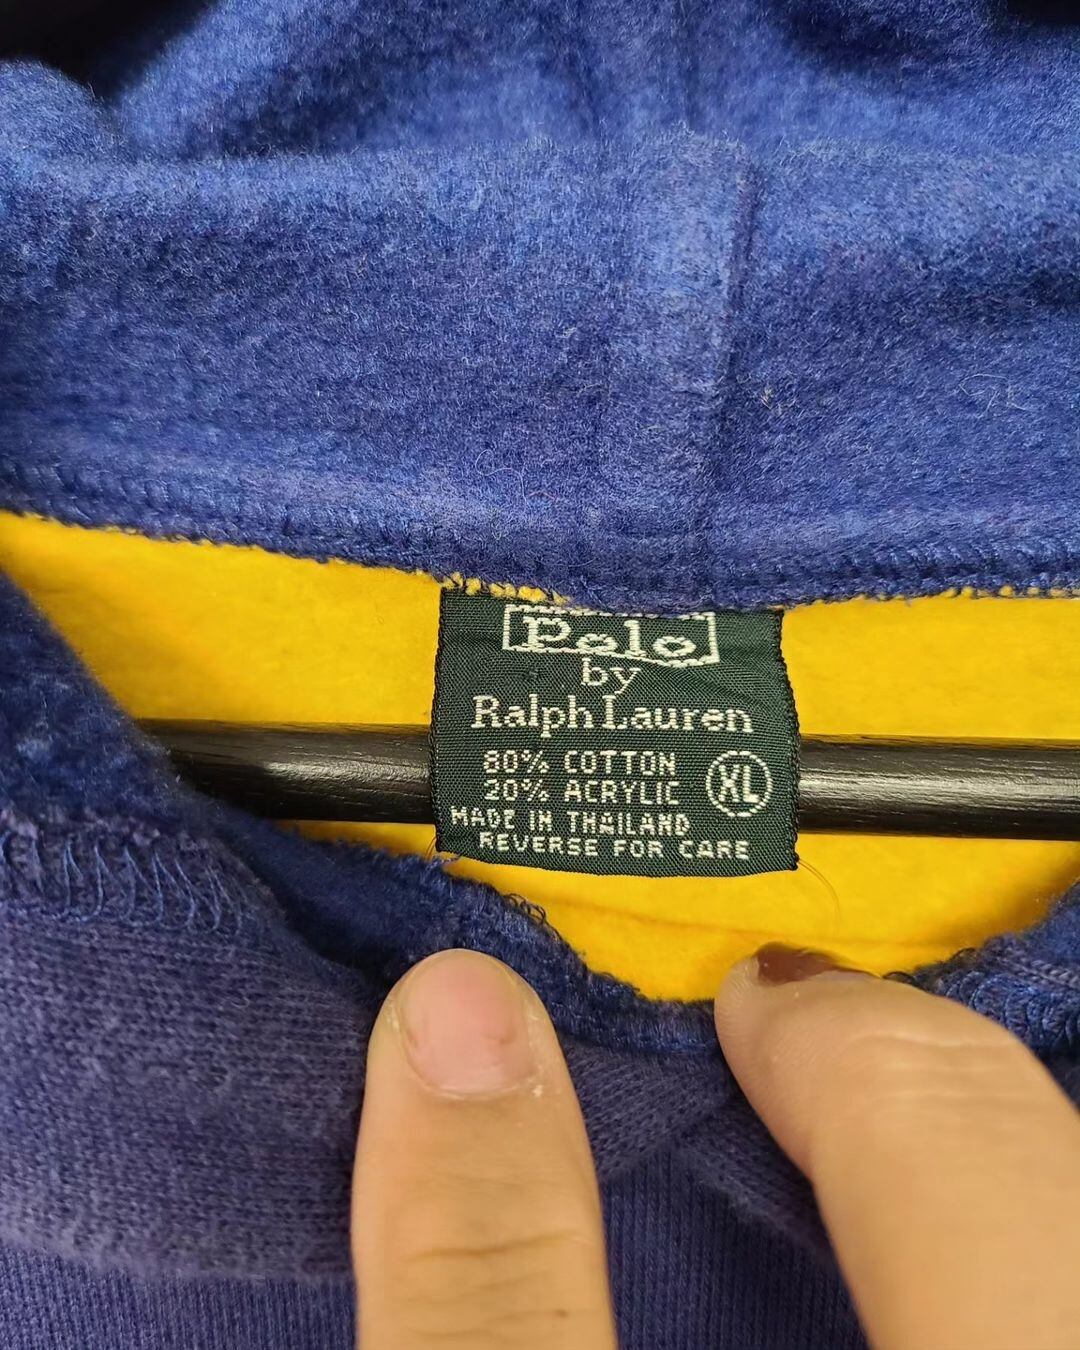 Polo
by
Ralph Lauren
80% COTTON
20% ACRYLIC
XL
MADE IN THAILAND
REVERSE FOR CARE